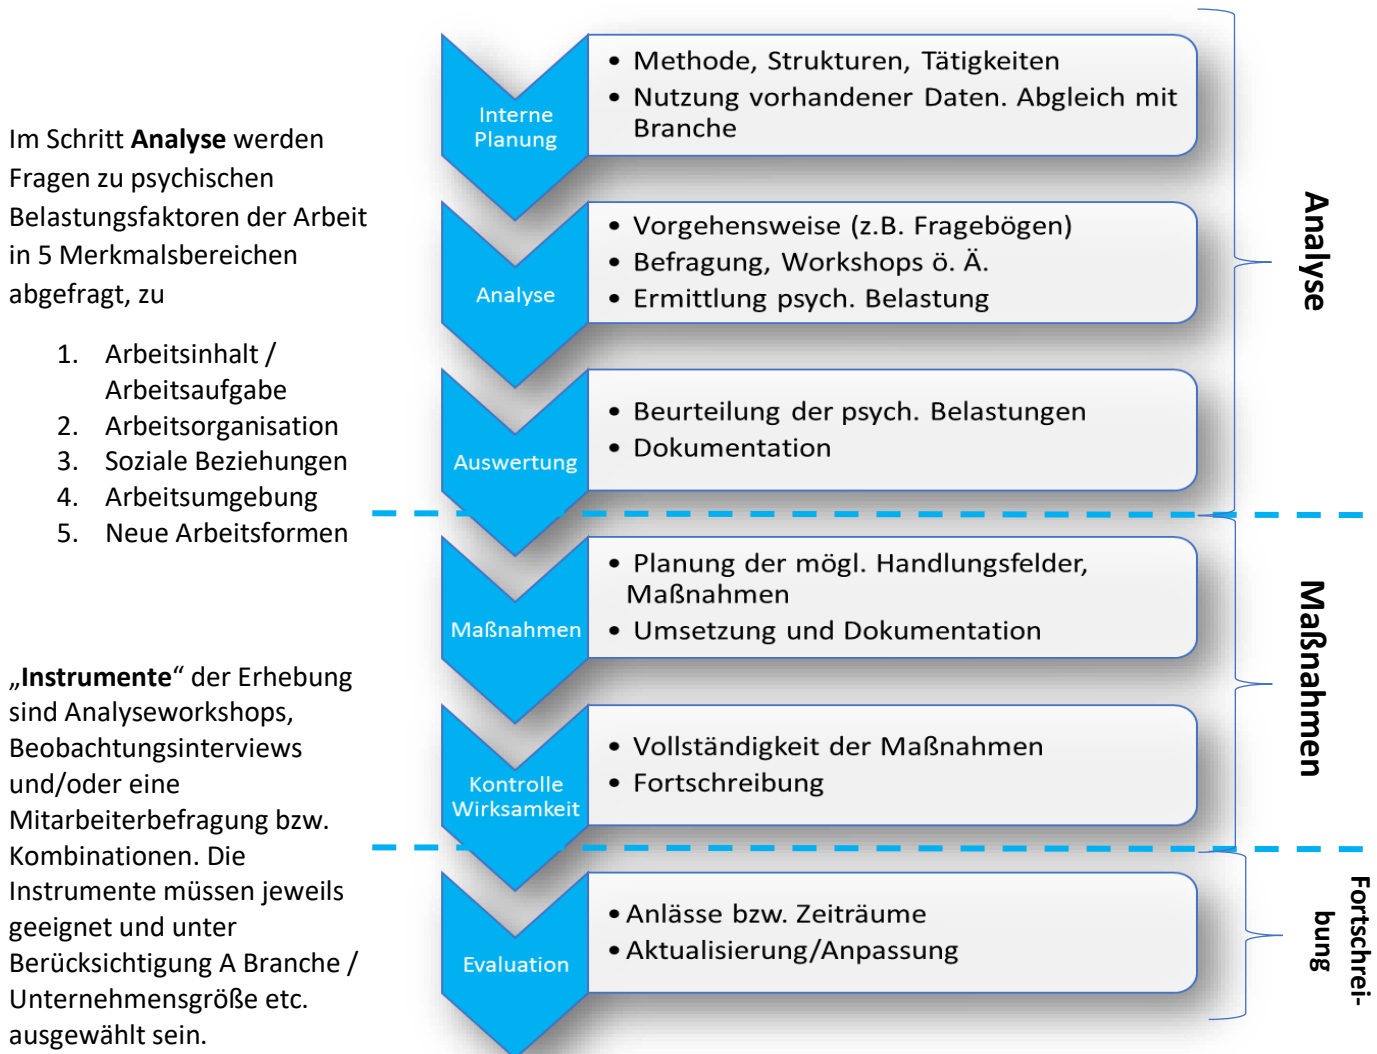 Im Schritt Analyse werden
Fragen zu psychischen
Belastungsfaktoren der Arbeit
in 5 Merkmalsbereichen
abgefragt, zu
1. Arbeitsinhalt /
Arbeitsaufgabe
2. Arbeitsorganisation
3. Soziale Beziehungen
4. Arbeitsumgebung
5. Neue Arbeitsformen
„Instrumente“ der Erhebung
sind Analyseworkshops,
Beobachtungsinterviews
und/oder eine
Mitarbeiterbefragung bzw.
Kombinationen. Die
Instrumente müssen jeweils
geeignet und unter
Berücksichtigung A Branche /
Unternehmensgröße etc.
ausgewählt sein.
Interne
Planung
• Methode, Strukturen, Tätigkeiten
• Nutzung vorhandener Daten. Abgleich mit
Branche
Analyse
• Vorgehensweise (z.B. Fragebögen)
• Befragung, Workshops ö. Ä.
• Ermittlung psych. Belastung
Auswertung
• Beurteilung der psych. Belastungen
• Dokumentation
Maßnahmen
• Planung der mögl. Handlungsfelder,
Maßnahmen
• Umsetzung und Dokumentation
Kontrolle
Wirksamkeit
• Vollständigkeit der Maßnahmen
• Fortschreibung
Evaluation
• Anlässe bzw. Zeiträume
• Aktualisierung/Anpassung
Analyse
Maßnahmen
Fortschrei-
bung